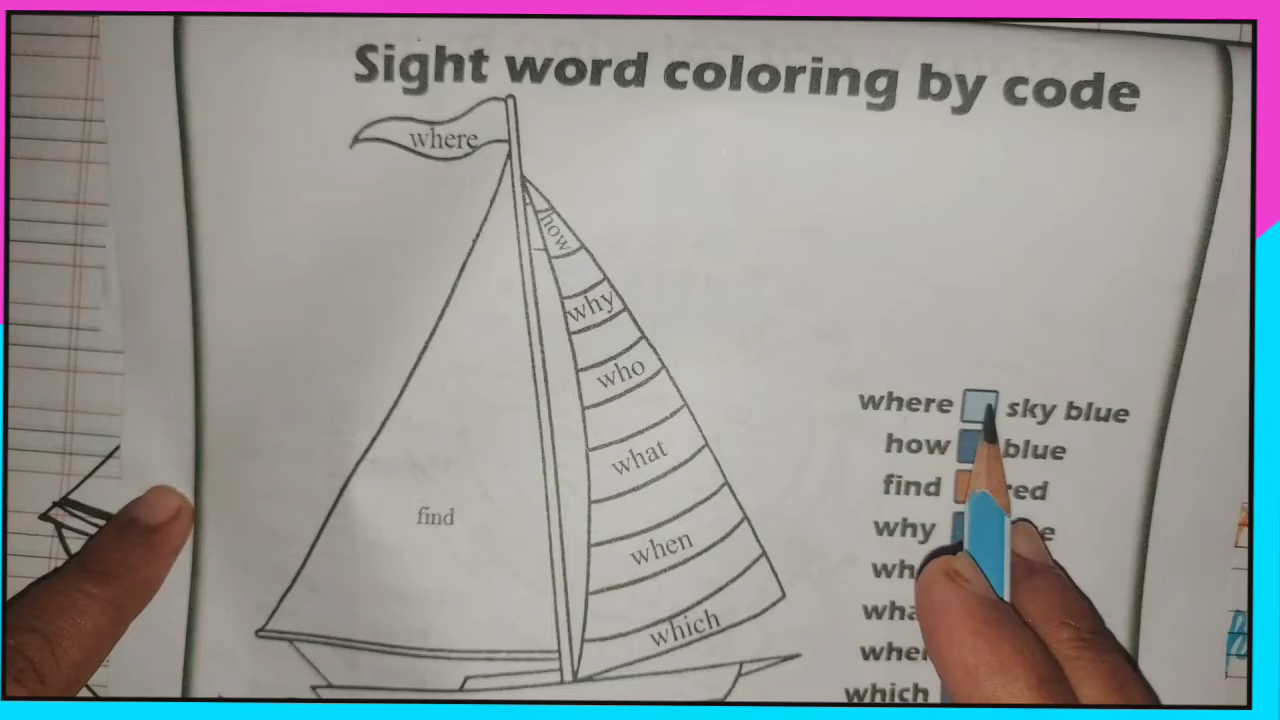 Sight word coloring by code
where
how
why
who
what
find
when
which
where sky blue
how blue
find
why
which